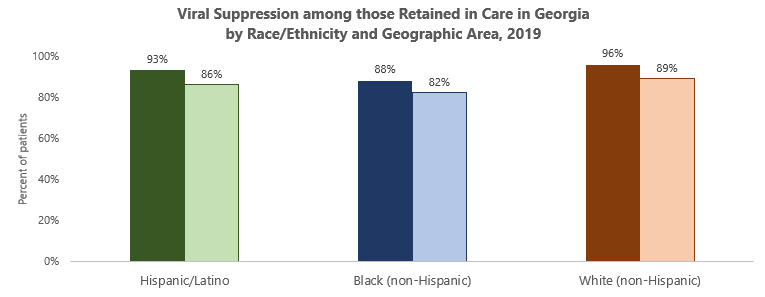 Viral Suppression among those Retained in Care in Georgia
by Race/Ethnicity and Geographic Area, 2019
Percent of patients
100%
80%
60%
40%
20%
0%
93%
86%
88%
82%
96%
89%
Hispanic/Latino
Black (non-Hispanic)
White (non-Hispanic)